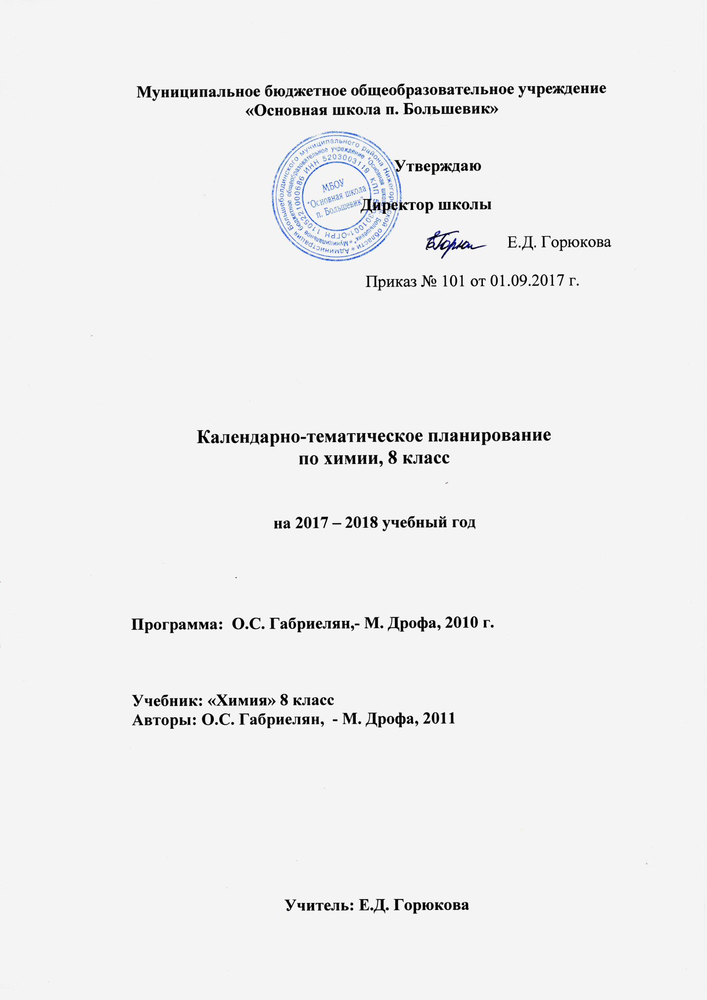 Муниципальное бюджетное общеобразовательное учреждение
«Основная школа п. Большевик»
Администрация Большеболдинского муниципального района Нижегородской области *
Муниципальное бюджетное общеобразовательное учреждение "Основная школа п. Большевик" *
ОГРН 1105221000686 ИНН 5203003119 КПП 520301001 *
МБОУ
"Основная школа
п. Большевик"
Утверждаю
Директор школы
Е.Д. Горюкова
Приказ № 101 от 01.09.2017 г.
Календарно-тематическое планирование
по химии, 8 класс
на 2017 – 2018 учебный год
Программа:  О.С. Габриелян,- М. Дрофа, 2010 г.
Учебник: «Химия» 8 класс
Авторы: О.С. Габриелян,  - М. Дрофа, 2011
Учитель: Е.Д. Горюкова